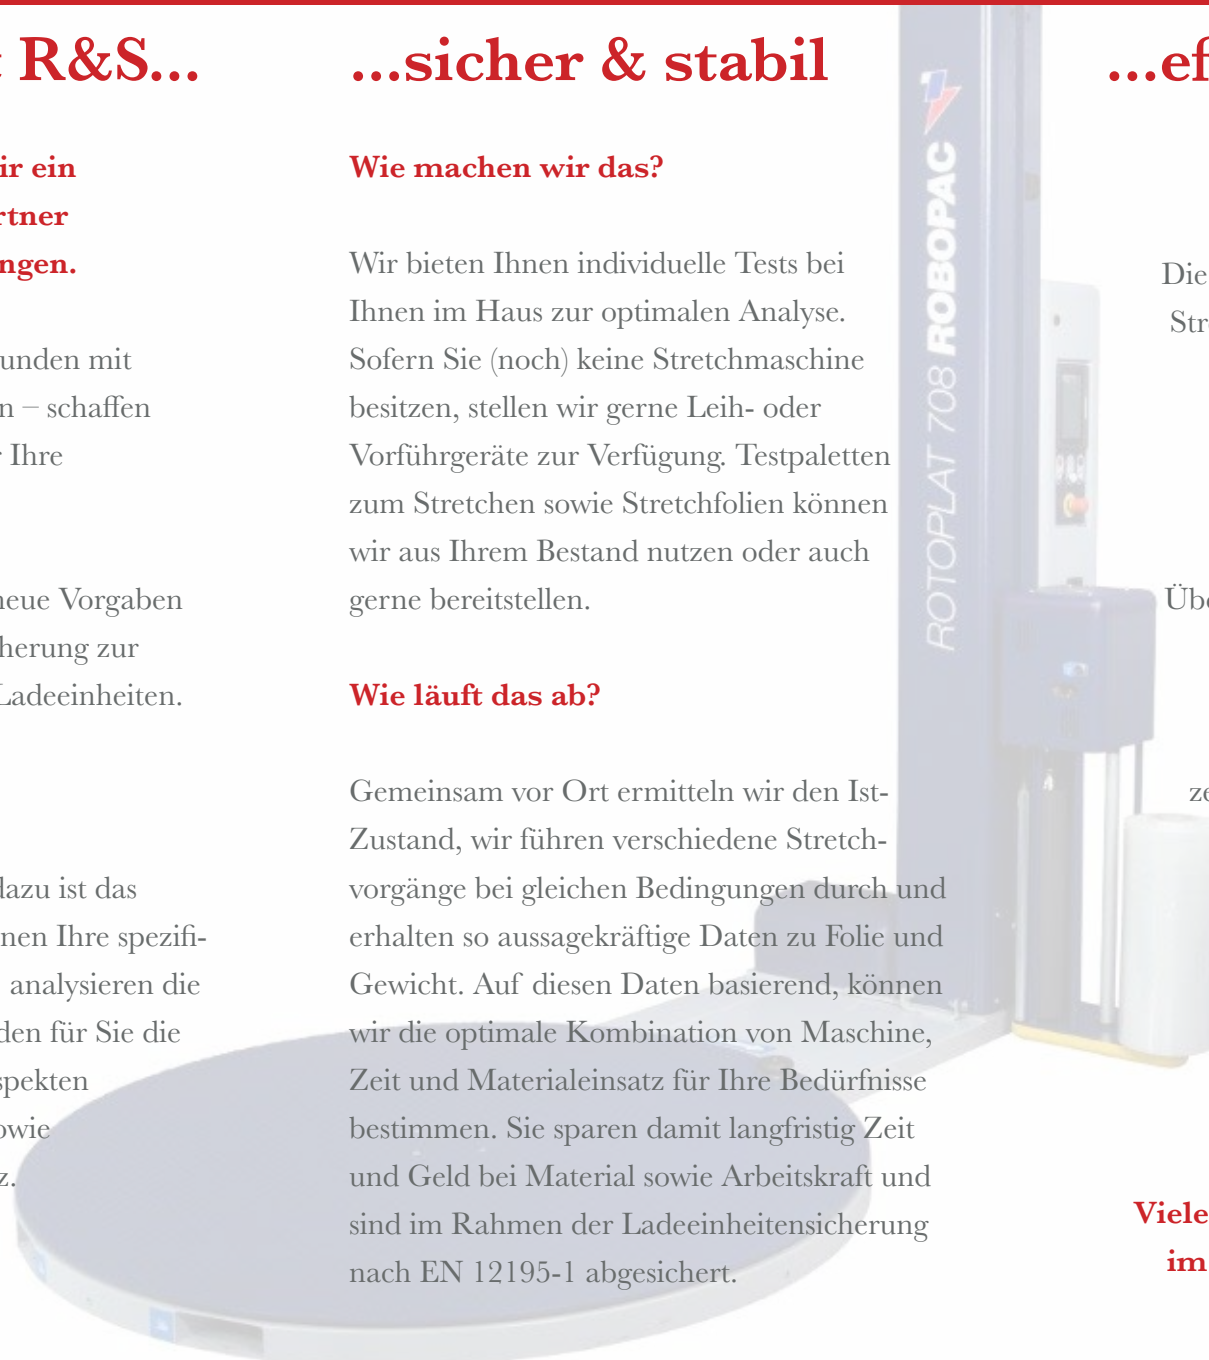 R&S...
ir ein
rtner
ngen.
unden mit
n – schaffen
Ihre
neue Vorgaben
herung zur
Ladeeinheiten.
dazu ist das
nen Ihre spezifi-
analysieren die
den für Sie die
spekten
owie
z.
...sicher & stabil
Wie machen wir das?
Wir bieten Ihnen individuelle Tests bei
Ihnen im Haus zur optimalen Analyse.
Sofern Sie (noch) keine Stretchmaschine
besitzen, stellen wir gerne Leih- oder
Vorführgeräte zur Verfügung. Testpaletten
zum Stretchen sowie Stretchfolien können
wir aus Ihrem Bestand nutzen oder auch
gerne bereitstellen.
Wie läuft das ab?
Gemeinsam vor Ort ermitteln wir den Ist-
Zustand, wir führen verschiedene Stretch-
vorgänge bei gleichen Bedingungen durch und
erhalten so aussagekräftige Daten zu Folie und
Gewicht. Auf diesen Daten basierend, können
wir die optimale Kombination von Maschine,
Zeit und Materialeinsatz für Ihre Bedürfnisse
bestimmen. Sie sparen damit langfristig Zeit
und Geld bei Material sowie Arbeitskraft und
sind im Rahmen der Ladeeinheitensicherung
nach EN 12195-1 abgesichert.
ROTOPLAT 708 ROBOPAC
...ef
Die
Str
Üb
ze
Viele
im